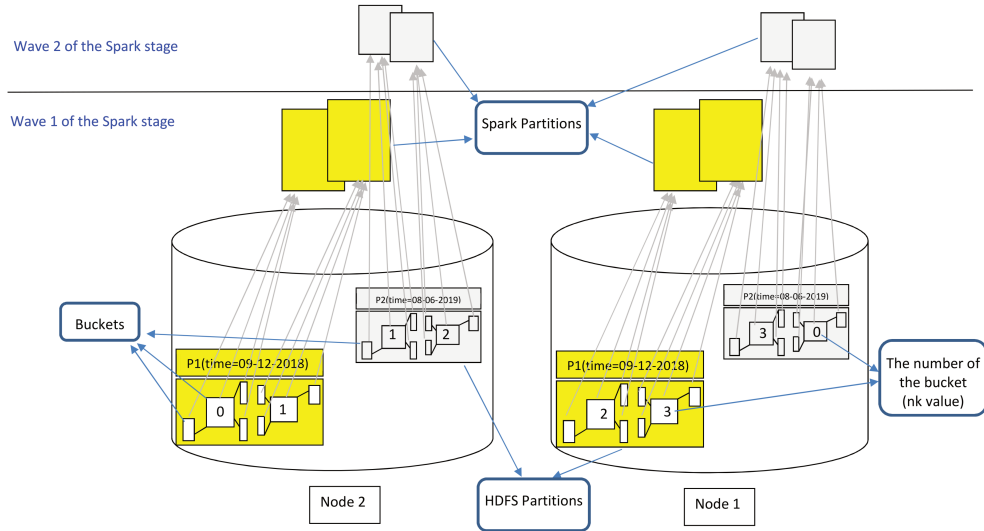 Wave 2 of the Spark stage
Wave 1 of the Spark stage
Spark Partitions
P2(time=08-06-2019)
1
2
P1(time=09-12-2018)
0
1
Buckets
P2(time=08-06-2019)
3
0
P1(time=09-12-2018)
2
3
The number of
the bucket
(nk value)
HDFS Partitions
Node 2
Node 1